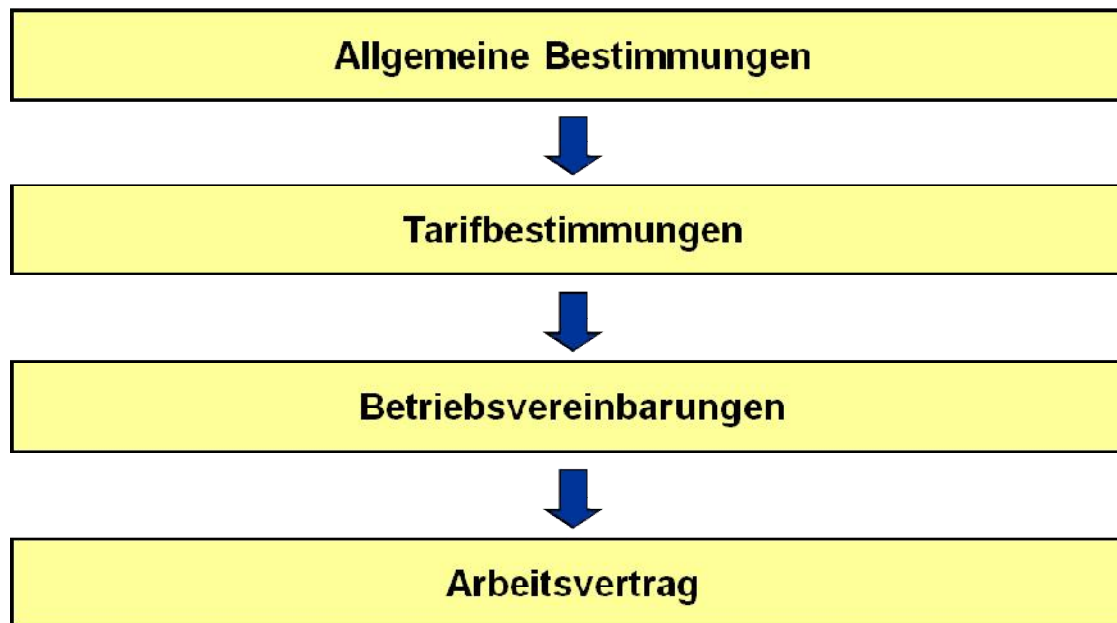 Allgemeine Bestimmungen
Tarifbestimmungen
Betriebsvereinbarungen
Arbeitsvertrag